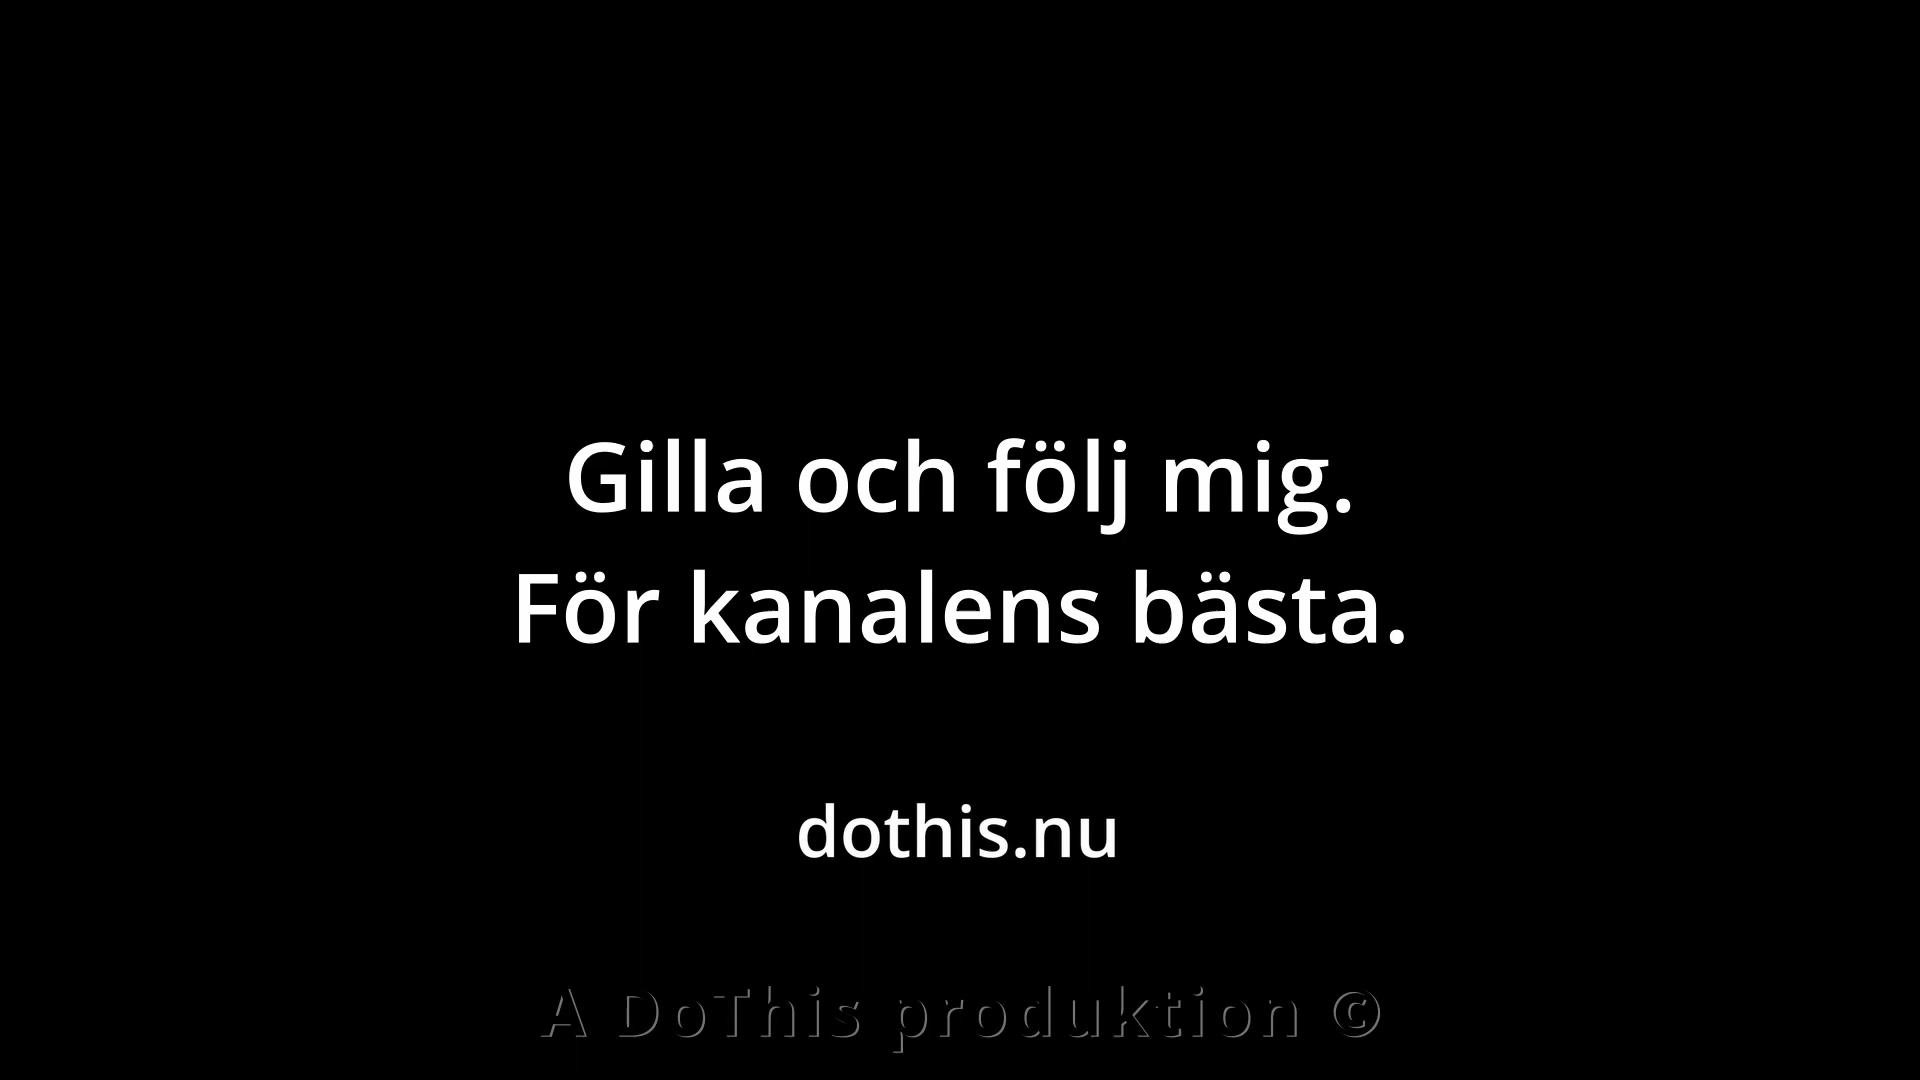 Gilla och följ mig.
För kanalens bästa.
dothis.nu
A DoThis produktion ©